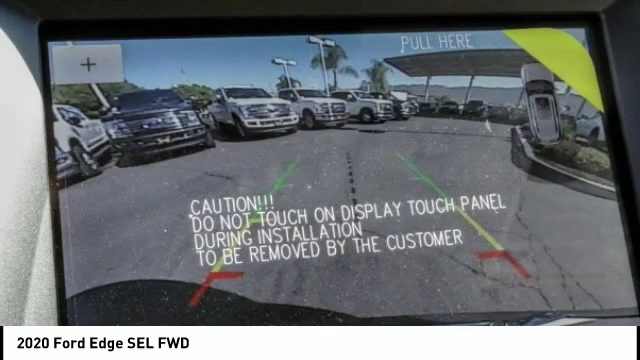 PULL HERE
+
CAUTION!!!
DO NOT TOUCH ON DISPLAY TOUCH PANEL
DURING INSTALLATION
TO BE REMOVED BY THE CUSTOMER
2020 Ford Edge SEL FWD